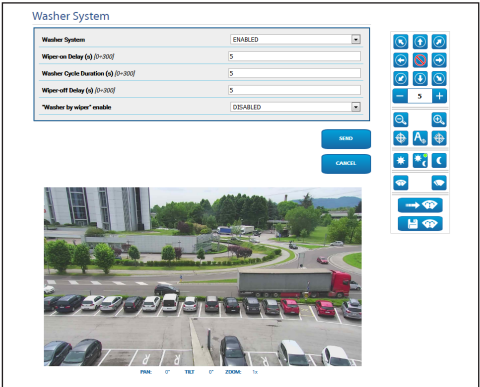 Washer System
Washer System ENABLED
Wiper-on Delay (s) [0÷300] 5
Washer Cycle Duration (s) [0÷300] 5
Wiper-off Delay (s) [0÷300] 5
"Washer by wiper" enable DISABLED
SEND
CANCEL
− 5 +
A
PAN: 0° TILT 0° ZOOM: 1x